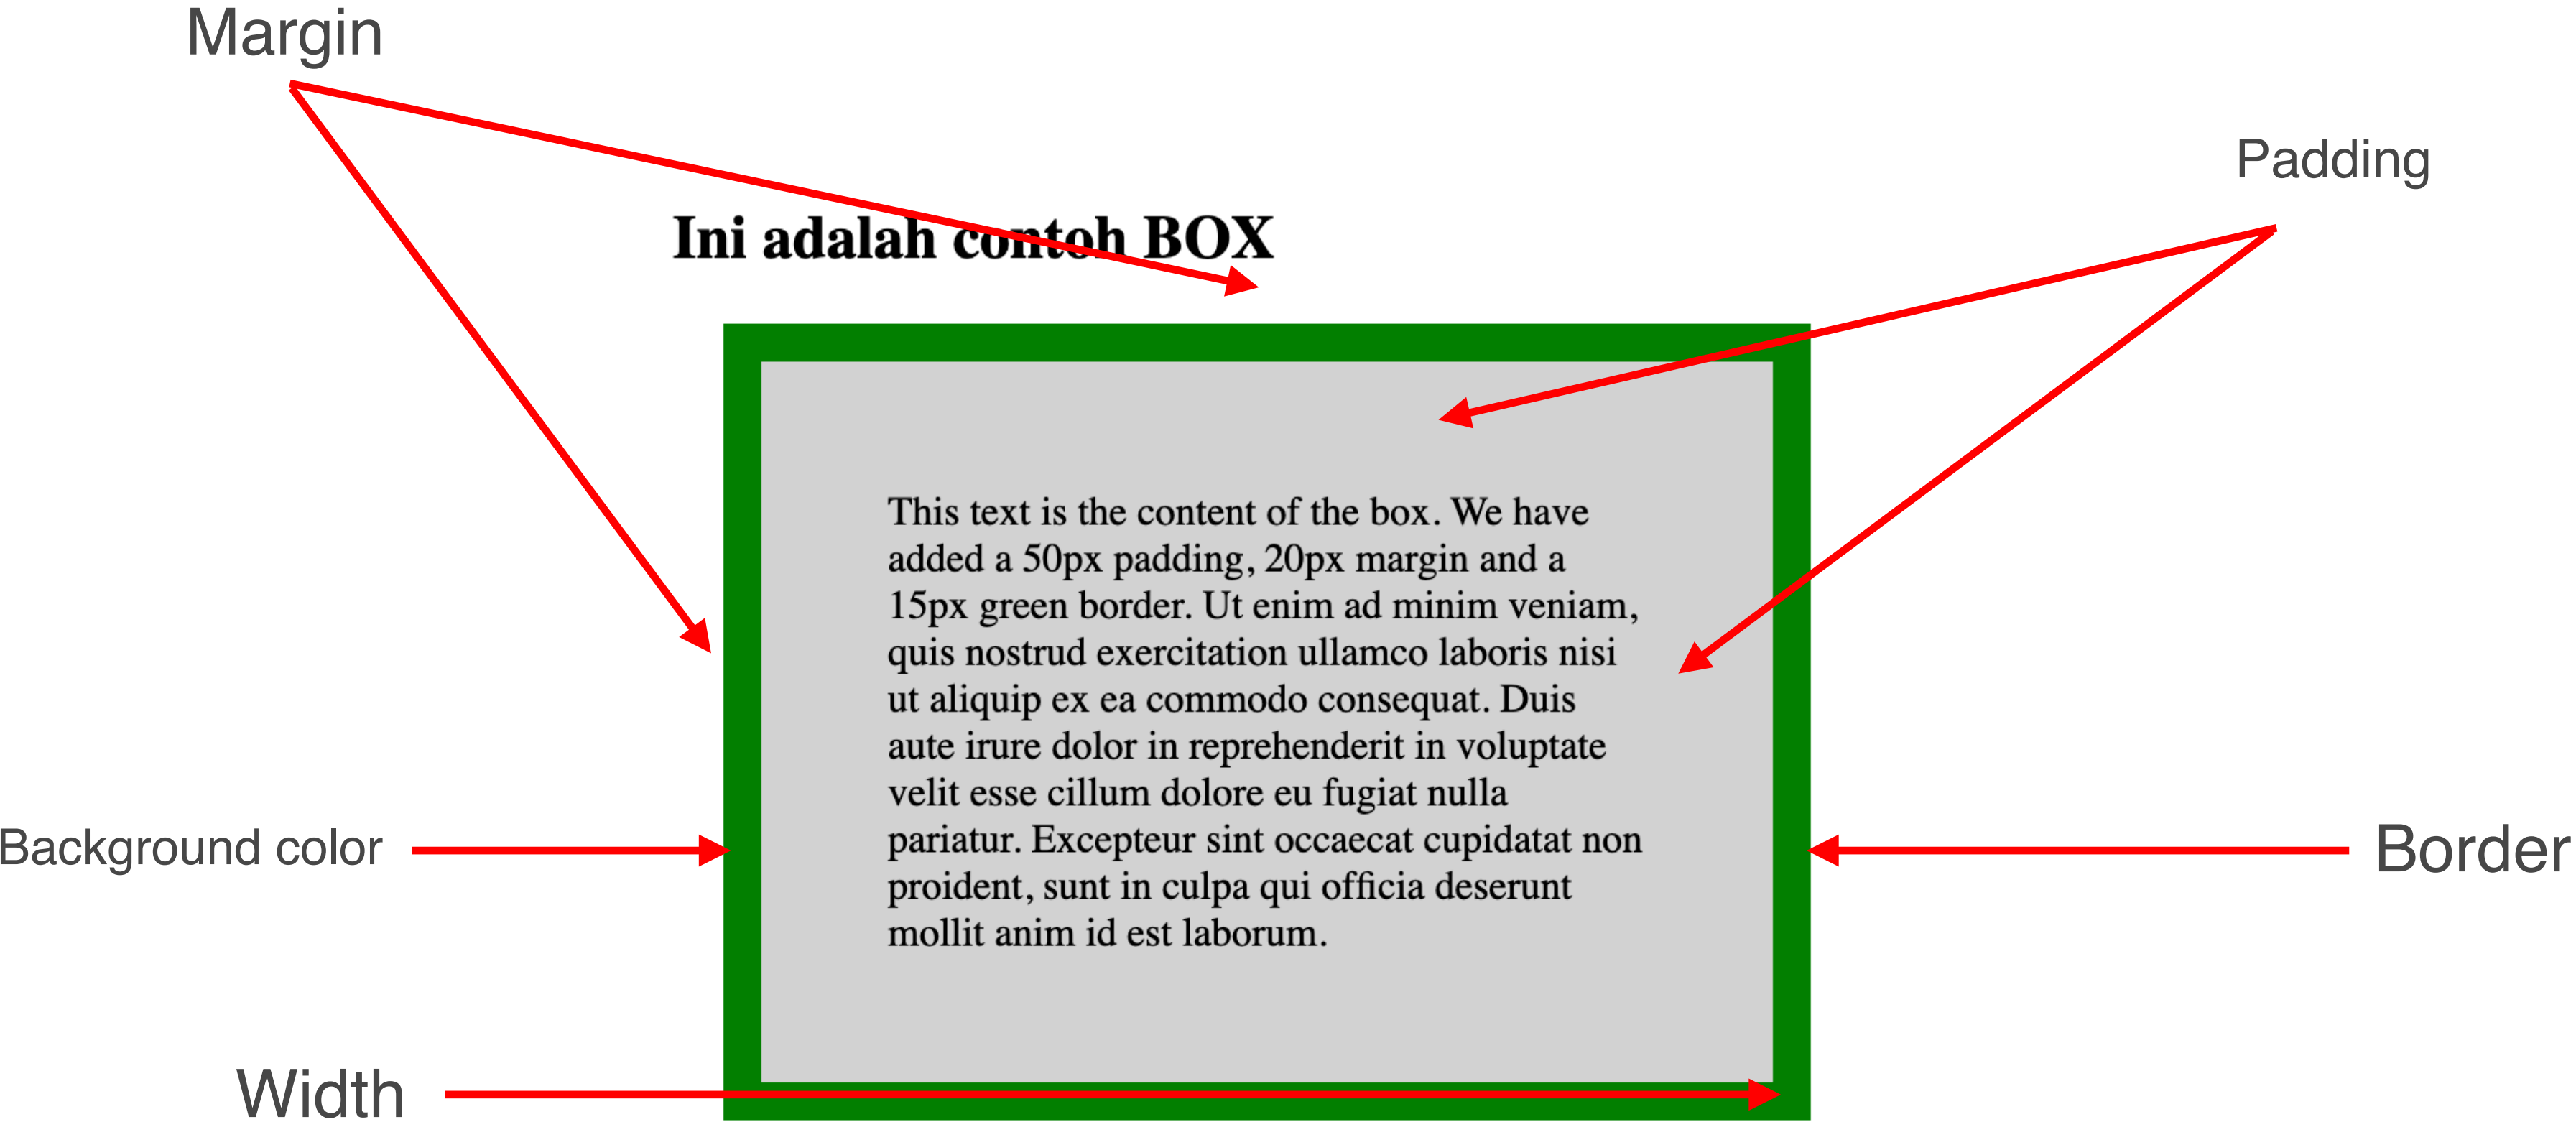 Margin
Padding
Ini adalah contoh BOX
This text is the content of the box. We have
added a 50px padding, 20px margin and a
15px green border. Ut enim ad minim veniam,
quis nostrud exercitation ullamco laboris nisi
ut aliquip ex ea commodo consequat. Duis
aute irure dolor in reprehenderit in voluptate
velit esse cillum dolore eu fugiat nulla
pariatur. Excepteur sint occaecat cupidatat non
proident, sunt in culpa qui officia deserunt
mollit anim id est laborum.
Background color
Border
Width